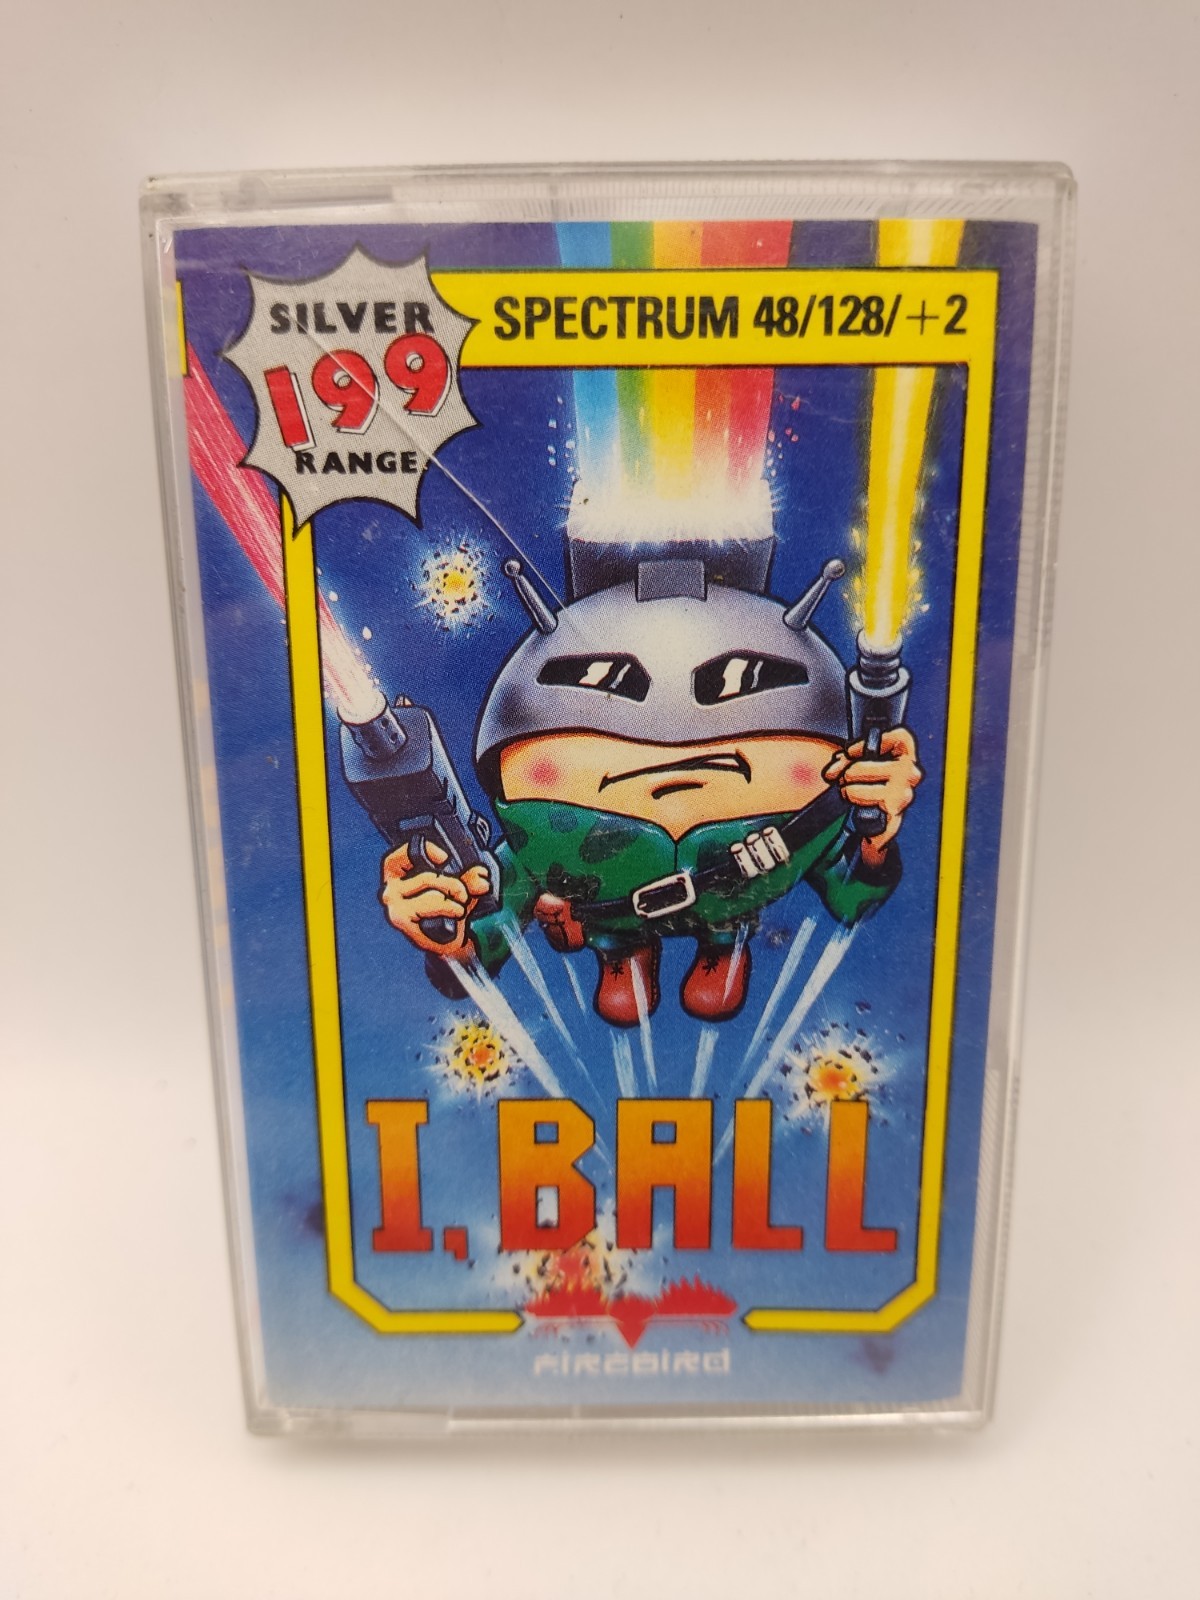 SILVER
199
RANGE
SPECTRUM 48/128/+2
I, BALL
FIREBIRD